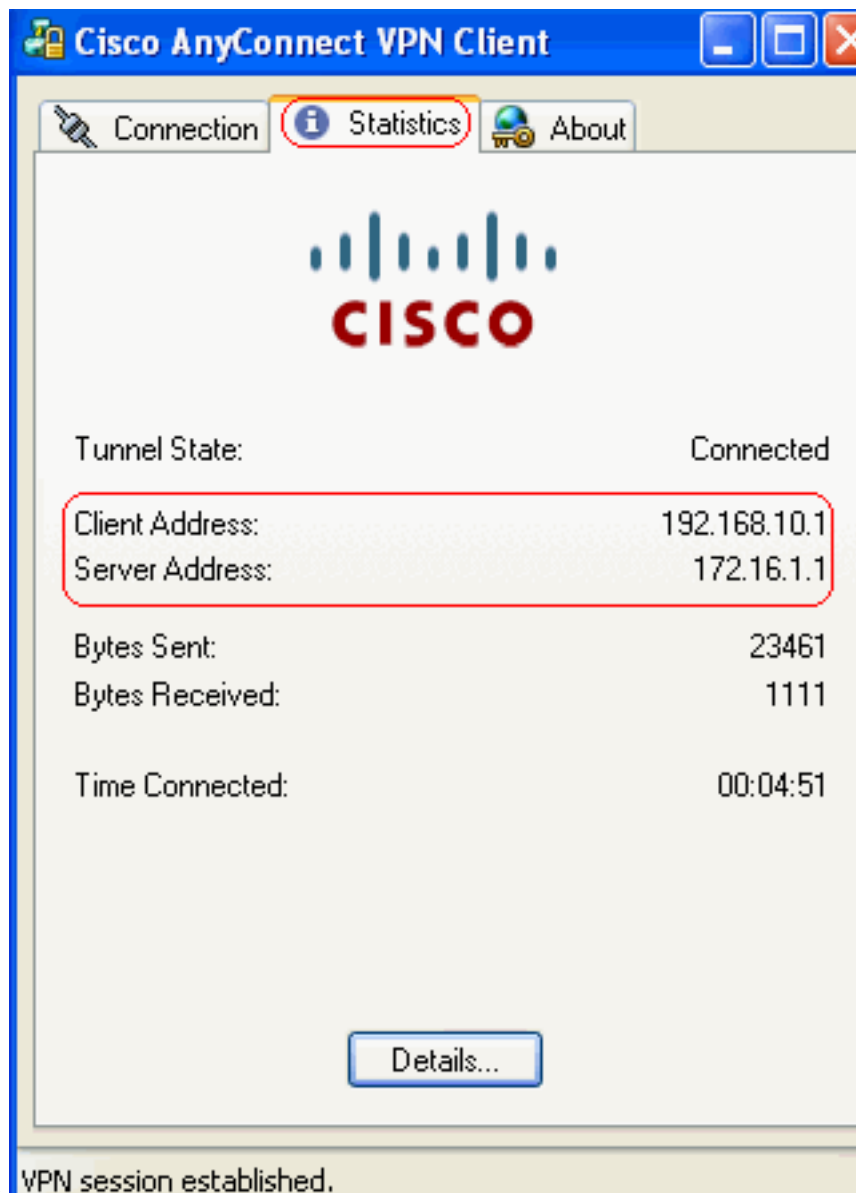 Cisco AnyConnect VPN Client
Connection Statistics About
CISCO
Tunnel State: Connected
Client Address: 192.168.10.1
Server Address: 172.16.1.1
Bytes Sent: 23461
Bytes Received: 1111
Time Connected: 00:04:51
Details...
VPN session established.